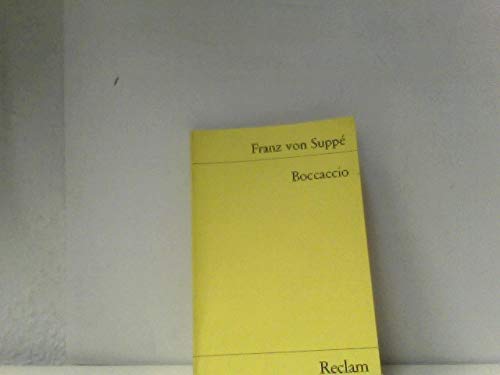 Franz von Suppé
Boccaccio
Reclam